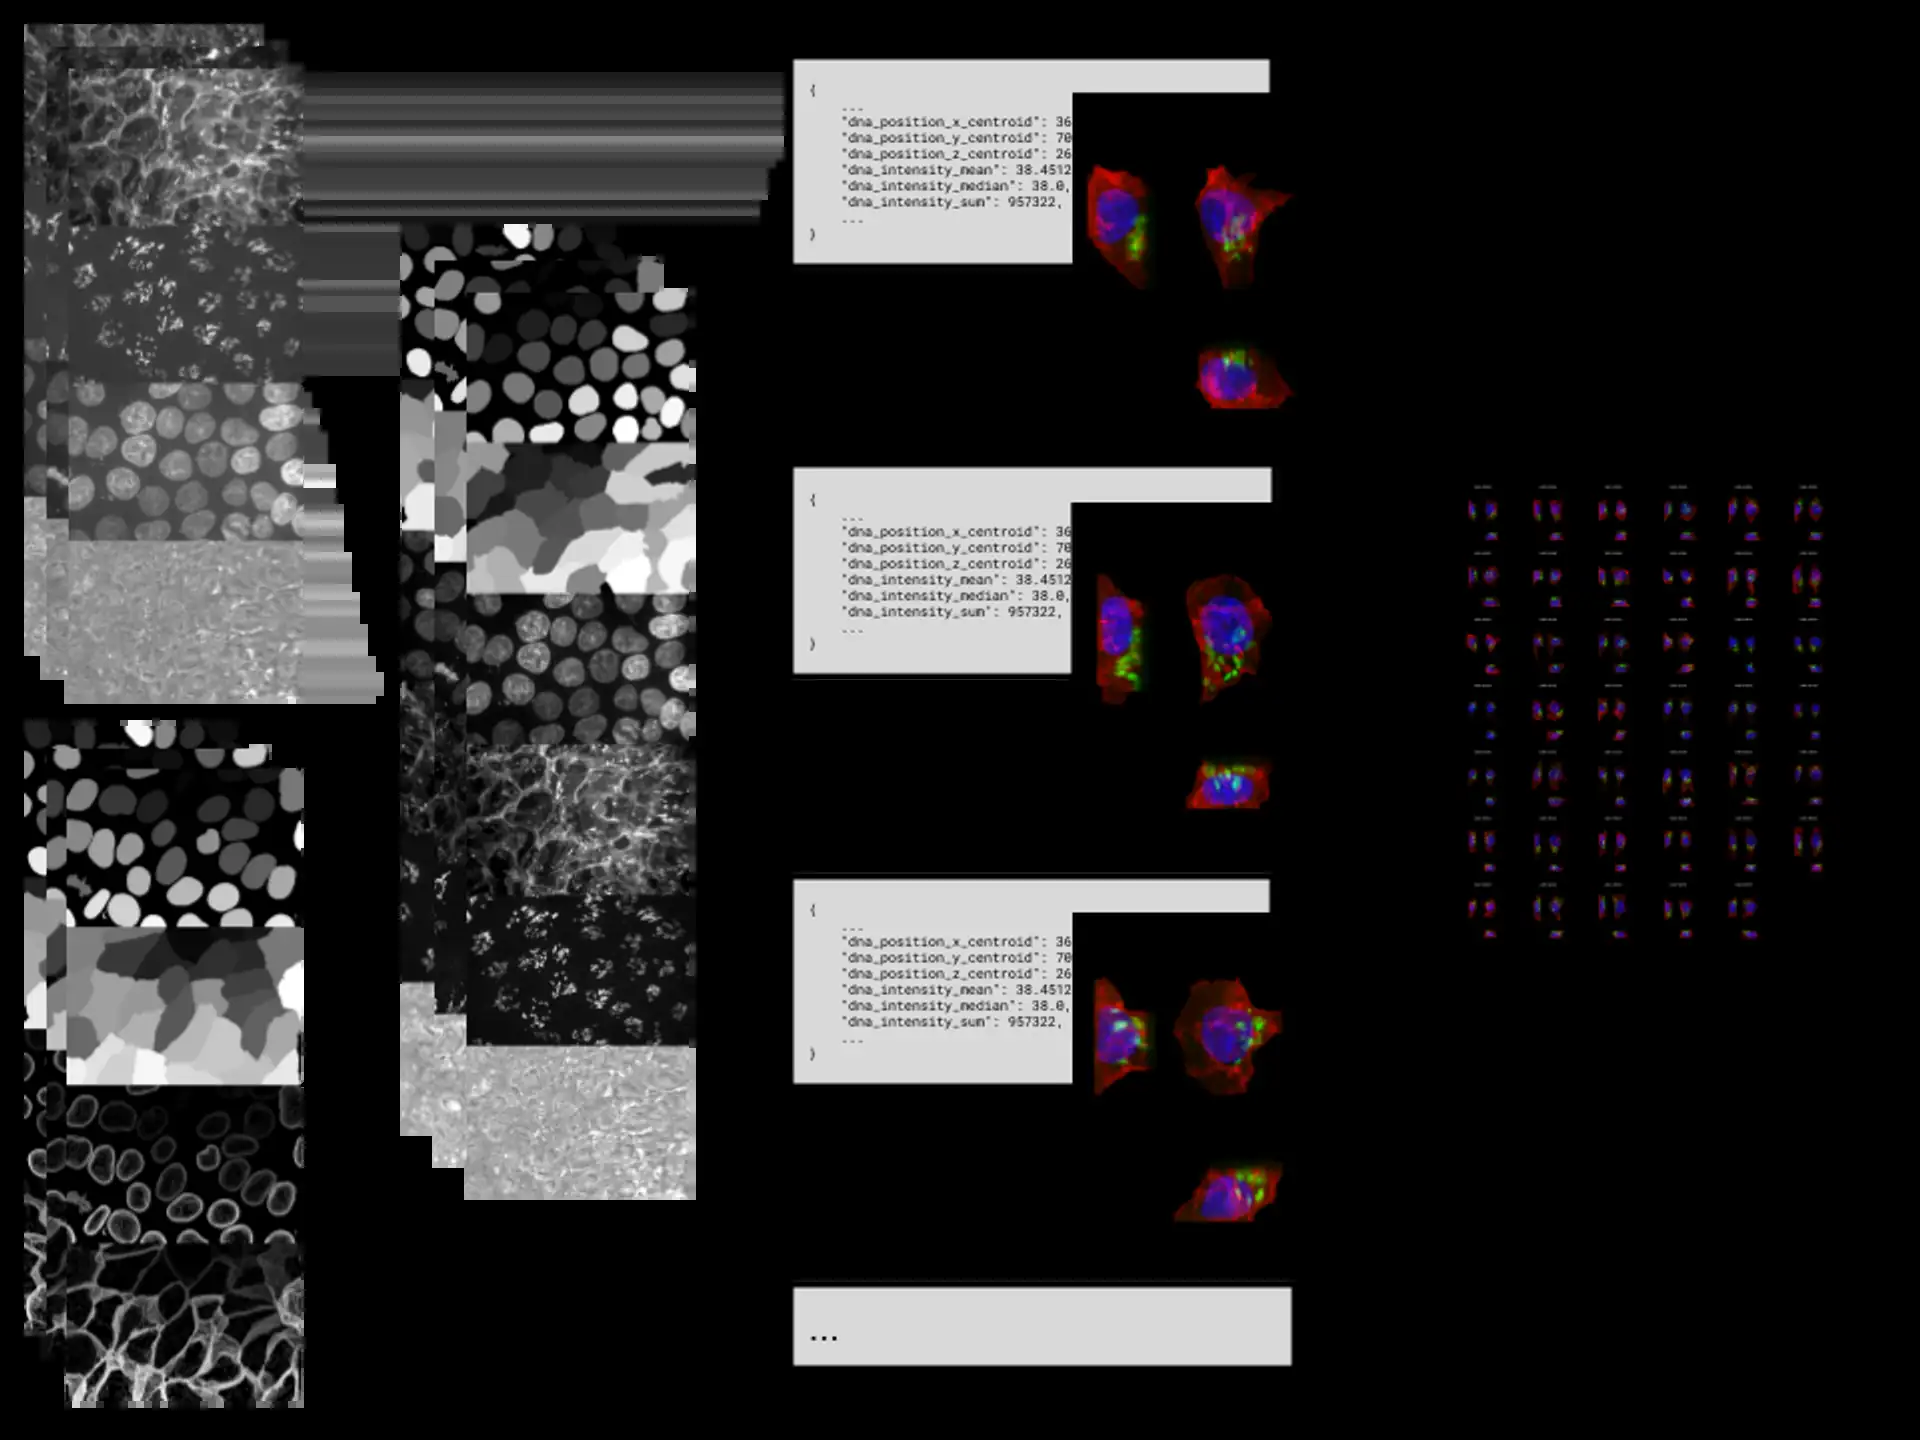 {
...
"dna_position_x_centroid": 36
"dna_position_y_centroid": 70
"dna_position_z_centroid": 26
"dna_intensity_mean": 38.4512
"dna_intensity_median": 38.0,
"dna_intensity_sum": 957322,
...
}
{
...
"dna_position_x_centroid": 36
"dna_position_y_centroid": 70
"dna_position_z_centroid": 26
"dna_intensity_mean": 38.4512
"dna_intensity_median": 38.0,
"dna_intensity_sum": 957322,
...
}
{
...
"dna_position_x_centroid": 36
"dna_position_y_centroid": 70
"dna_position_z_centroid": 26
"dna_intensity_mean": 38.4512
"dna_intensity_median": 38.0,
"dna_intensity_sum": 957322,
...
}
...